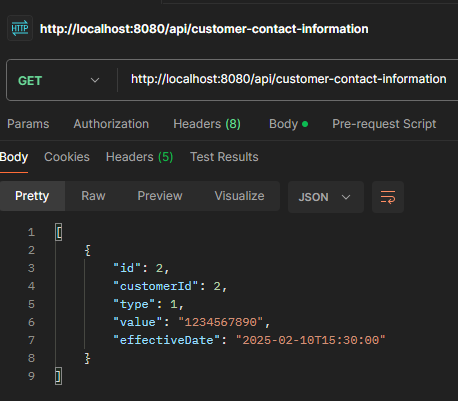 HTTP http://localhost:8080/api/customer-contact-information
GET http://localhost:8080/api/customer-contact-information
Params Authorization Headers (8) Body Pre-request Script
Body Cookies Headers (5) Test Results
Pretty Raw Preview Visualize JSON
1 [
2 {
3 "id": 2,
4 "customerId": 2,
5 "type": 1,
6 "value": "1234567890",
7 "effectiveDate": "2025-02-10T15:30:00"
8 }
9 ]